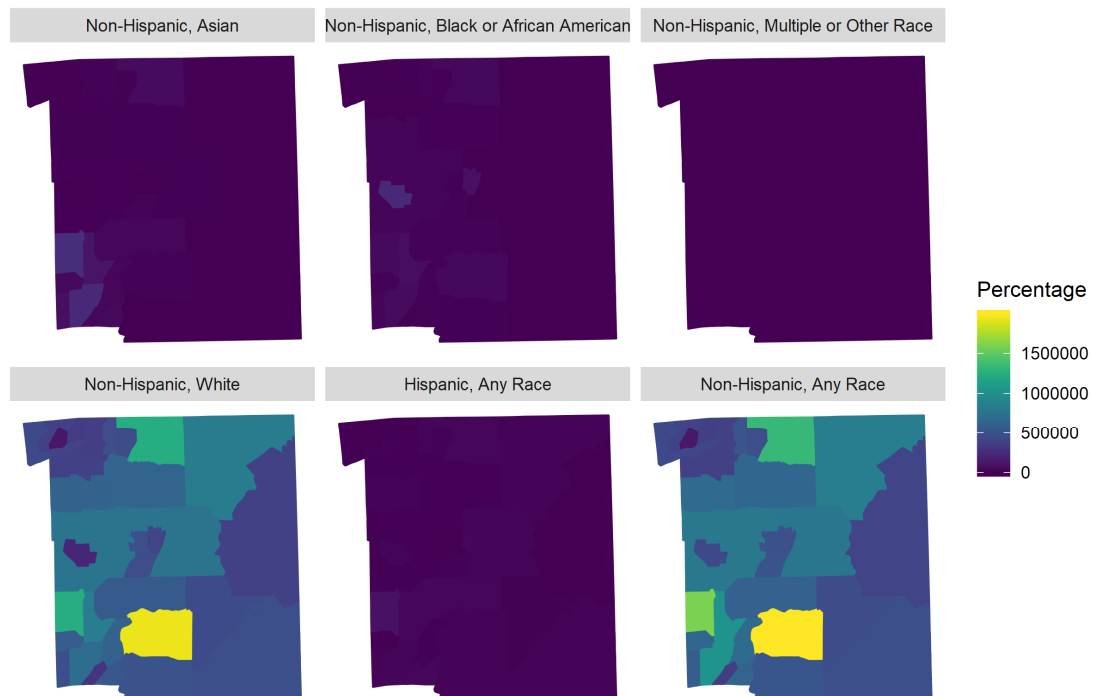 Non-Hispanic, Asian
Non-Hispanic, Black or African American
Non-Hispanic, Multiple or Other Race
Non-Hispanic, White
Hispanic, Any Race
Non-Hispanic, Any Race
Percentage
1500000
1000000
500000
0